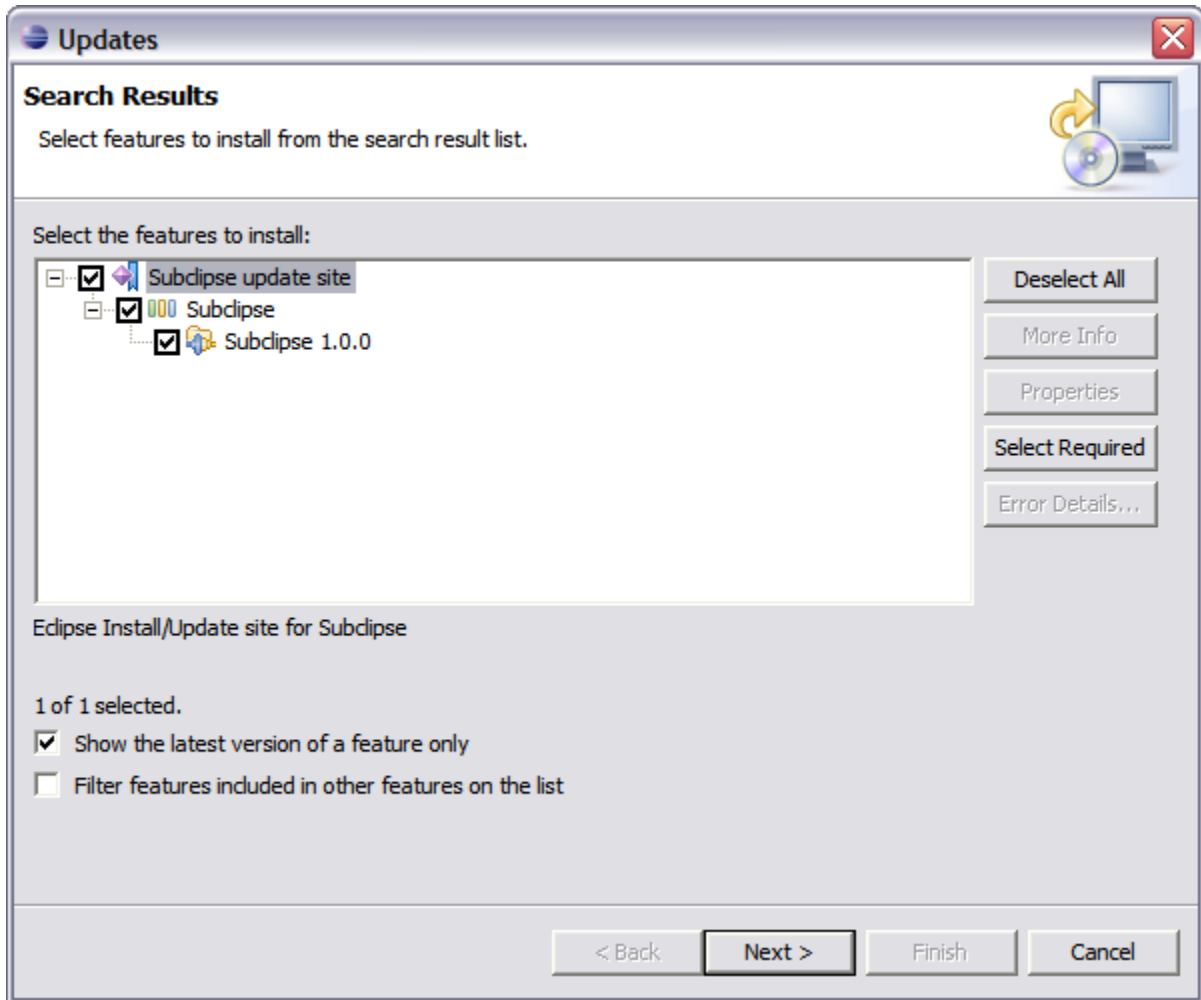 Updates
Search Results
Select features to install from the search result list.
Select the features to install:
Subclipse update site
Subclipse
Subclipse 1.0.0
Deselect All
More Info
Properties
Select Required
Error Details...
Eclipse Install/Update site for Subclipse
1 of 1 selected.
Show the latest version of a feature only
Filter features included in other features on the list
< Back
Next >
Finish
Cancel